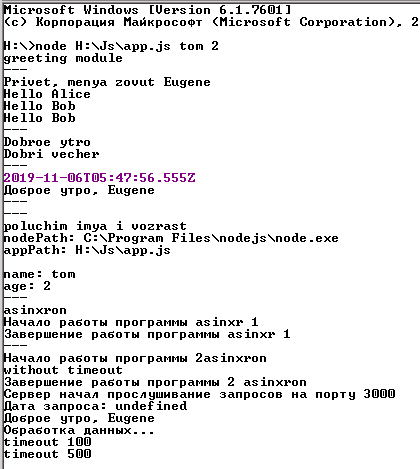 Microsoft Windows [Version 6.1.7601]
(c) Корпорация Майкрософт (Microsoft Corporation), 2
H:\>node H:\Js\app.js tom 2
greeting module
---
Privet, menya zovut Eugene
Hello Alice
Hello Bob
Hello Bob
---
Dobroe ytro
Dobri vecher
---
2019-11-06T05:47:56.555Z
Доброе утро, Eugene
---
---
poluchim imya i vozrast
nodePath: C:\Program Files\nodejs\node.exe
appPath: H:\Js\app.js
name: tom
age: 2
---
asinxron
Начало работы программы asinxr 1
Завершение работы программы asinxr 1
---
Начало работы программы 2asinxron
without timeout
Завершение работы программы 2 asinxron
Сервер начал прослушивание запросов на порту 3000
Дата запроса: undefined
Доброе утро, Eugene
Обработка данных...
timeout 100
timeout 500